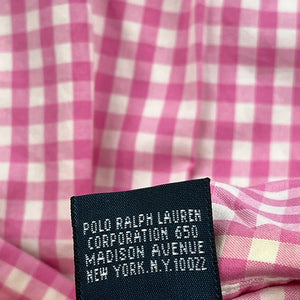 POLO RALPH LAUREN
CORPORATION 650
MADISON AVENUE
NEW YORK.N.Y.10022